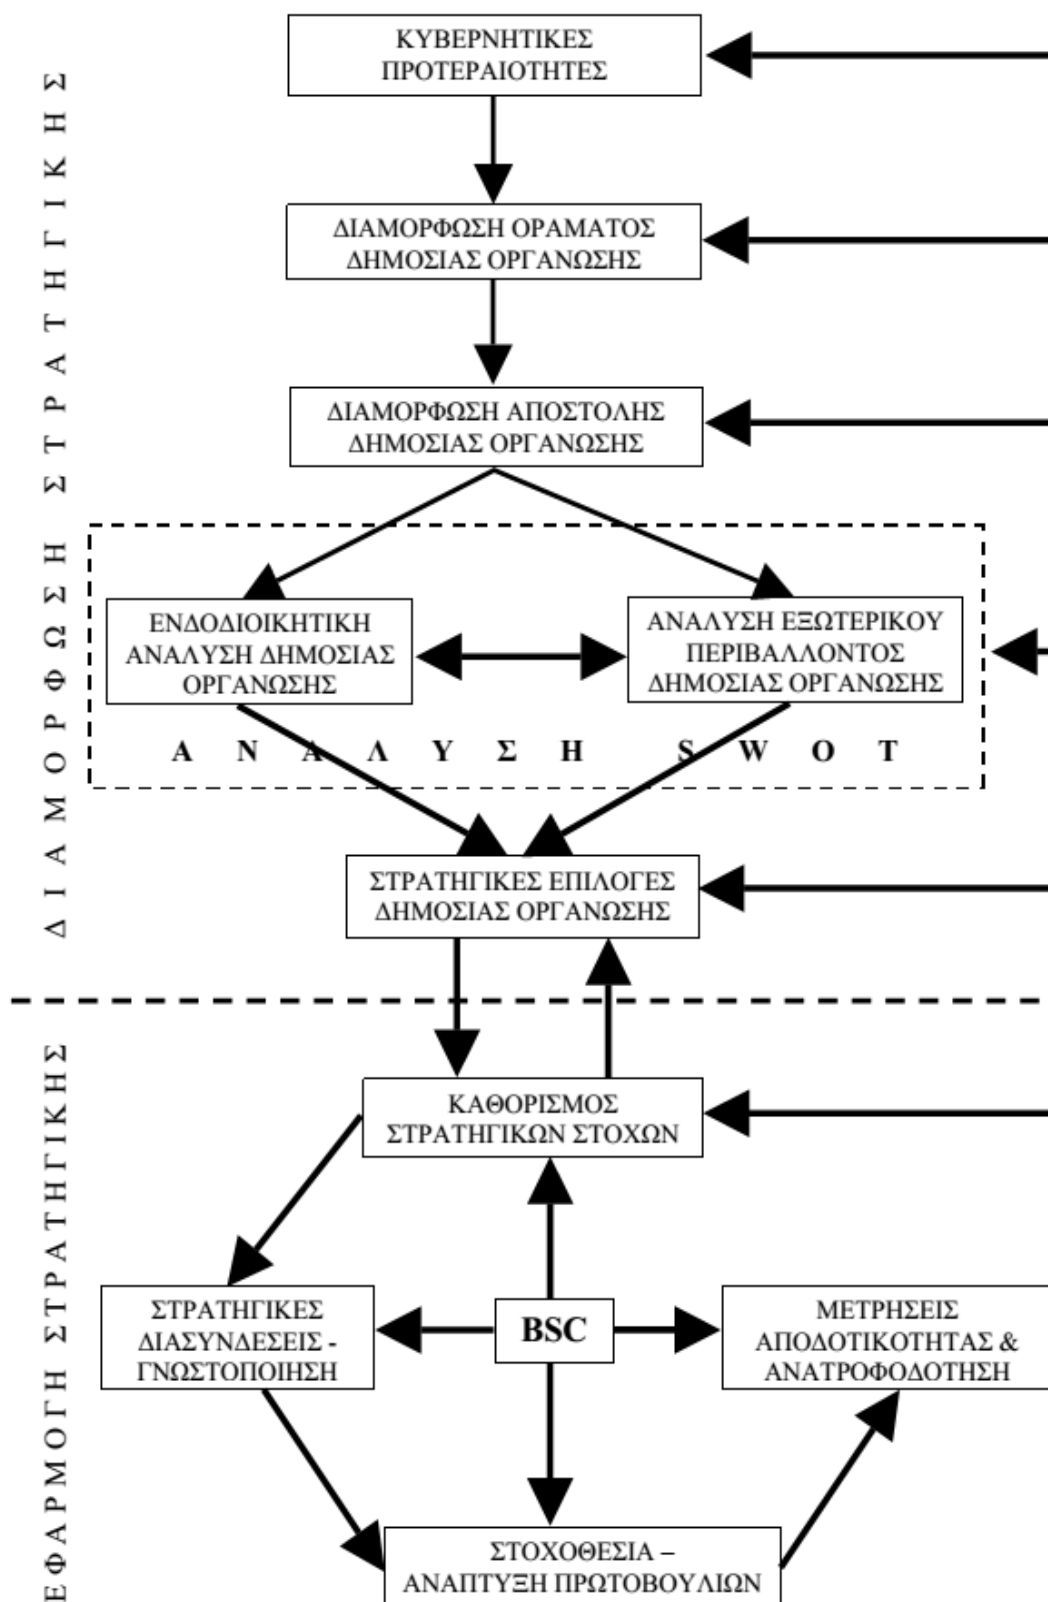 ΔΙΑΜΟΡΦΩΣΗ ΣΤΡΑΤΗΓΙΚΗΣ
ΚΥΒΕΡΝΗΤΙΚΕΣ
ΠΡΟΤΕΡΑΙΟΤΗΤΕΣ
ΔΙΑΜΟΡΦΩΣΗ ΟΡΑΜΑΤΟΣ
ΔΗΜΟΣΙΑΣ ΟΡΓΑΝΩΣΗΣ
ΔΙΑΜΟΡΦΩΣΗ ΑΠΟΣΤΟΛΗΣ
ΔΗΜΟΣΙΑΣ ΟΡΓΑΝΩΣΗΣ
ΕΝΔΟΔΙΟΙΚΗΤΙΚΗ
ΑΝΑΛΥΣΗ ΔΗΜΟΣΙΑΣ
ΟΡΓΑΝΩΣΗΣ
ΑΝΑΛΥΣΗ ΕΞΩΤΕΡΙΚΟΥ
ΠΕΡΙΒΑΛΛΟΝΤΟΣ
ΔΗΜΟΣΙΑΣ ΟΡΓΑΝΩΣΗΣ
ΑΝΑΛΥΣΗ SWOT
ΣΤΡΑΤΗΓΙΚΕΣ ΕΠΙΛΟΓΕΣ
ΔΗΜΟΣΙΑΣ ΟΡΓΑΝΩΣΗΣ
ΕΦΑΡΜΟΓΗ ΣΤΡΑΤΗΓΙΚΗΣ
ΚΑΘΟΡΙΣΜΟΣ
ΣΤΡΑΤΗΓΙΚΩΝ ΣΤΟΧΩΝ
ΣΤΡΑΤΗΓΙΚΕΣ
ΔΙΑΣΥΝΔΕΣΕΙΣ -
ΓΝΩΣΤΟΠΟΙΗΣΗ
BSC
ΜΕΤΡΗΣΕΙΣ
ΑΠΟΔΟΤΙΚΟΤΗΤΑΣ &
ΑΝΑΤΡΟΦΟΔΟΤΗΣΗ
ΣΤΟΧΟΘΕΣΙΑ –
ΑΝΑΠΤΥΞΗ ΠΡΩΤΟΒΟΥΛΙΩΝ